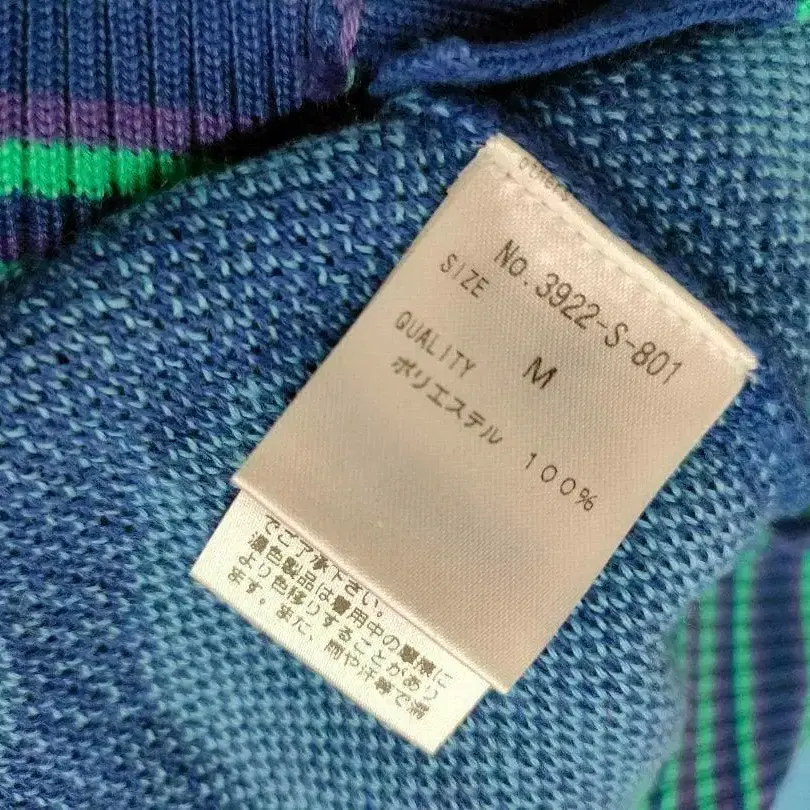 others
No.3922-S-801
SIZE
M
QUALITY
ポリエステル 100%
でご了承下さい。
濃色製品は着用中の摩擦に
より色移りすることがあり
ます。また、雨や汗等で濡